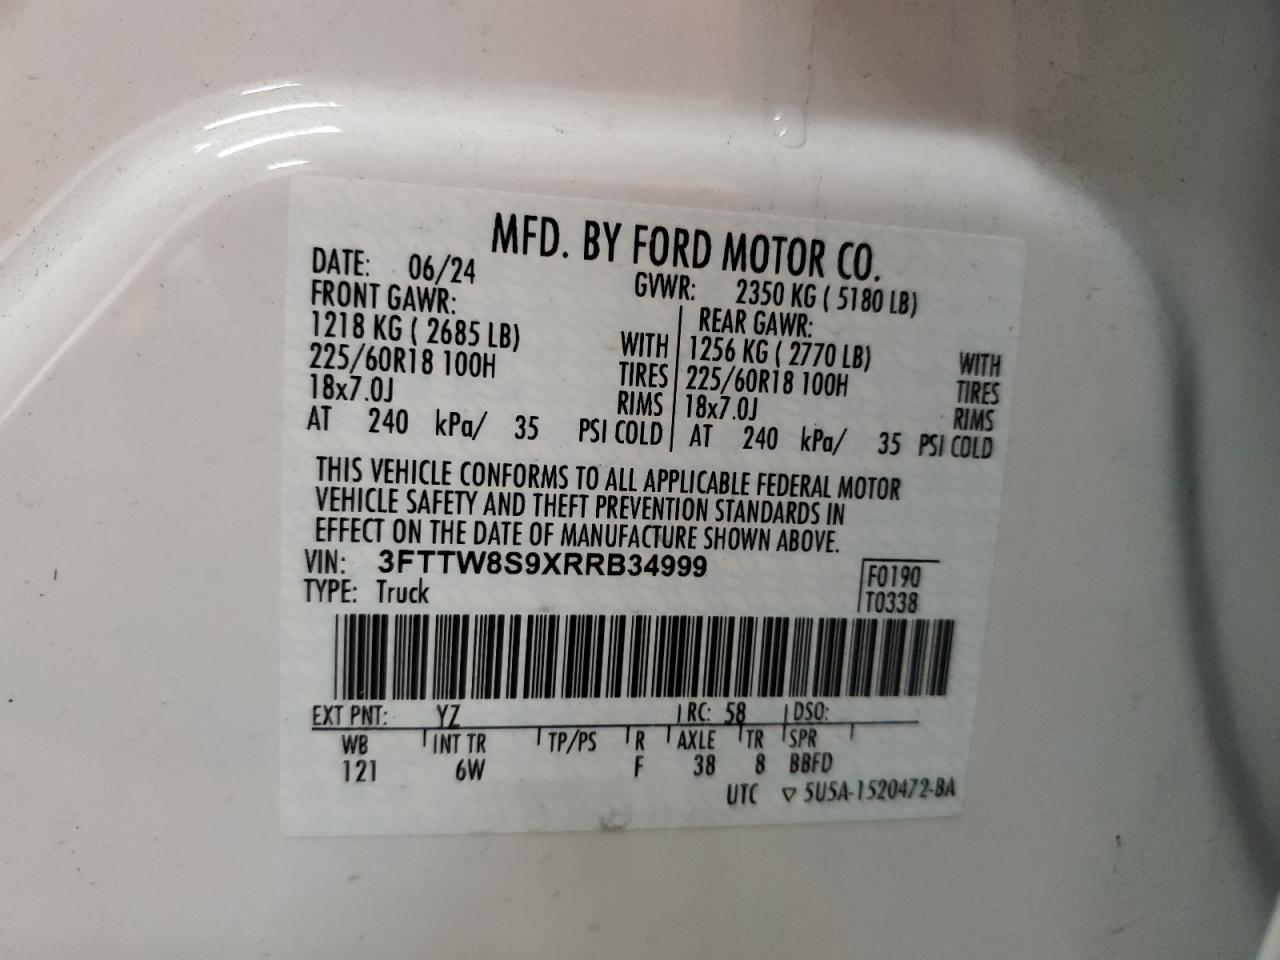 MFD. BY FORD MOTOR CO.
DATE: 06/24 GVWR: 2350 KG ( 5180 LB)
FRONT GAWR: REAR GAWR:
1218 KG ( 2685 LB) WITH 1256 KG ( 2770 LB) WITH
225/60R18 100H TIRES 225/60R18 100H TIRES
18x7.0J RIMS 18x7.0J RIMS
AT 240 kPa/ 35 PSI COLD AT 240 kPa/ 35 PSI COLD
THIS VEHICLE CONFORMS TO ALL APPLICABLE FEDERAL MOTOR
VEHICLE SAFETY AND THEFT PREVENTION STANDARDS IN
EFFECT ON THE DATE OF MANUFACTURE SHOWN ABOVE.
VIN: 3FTTW8S9XRRB34999 F0190
TYPE: Truck T0338
EXT PNT: YZ RC: 58 DSO:
WB INT TR TP/PS R AXLE TR SPR
121 6W F 38 8 BBFD
UTC ▽ 5U5A-1520472-BA